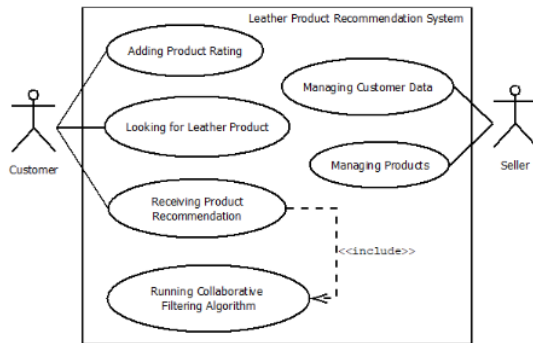 Leather Product Recommendation System
Adding Product Rating
Managing Customer Data
Looking for Leather Product
Customer
Managing Products
Seller
Receiving Product
Recommendation
<<include>>
Running Collaborative
Filtering Algorithm